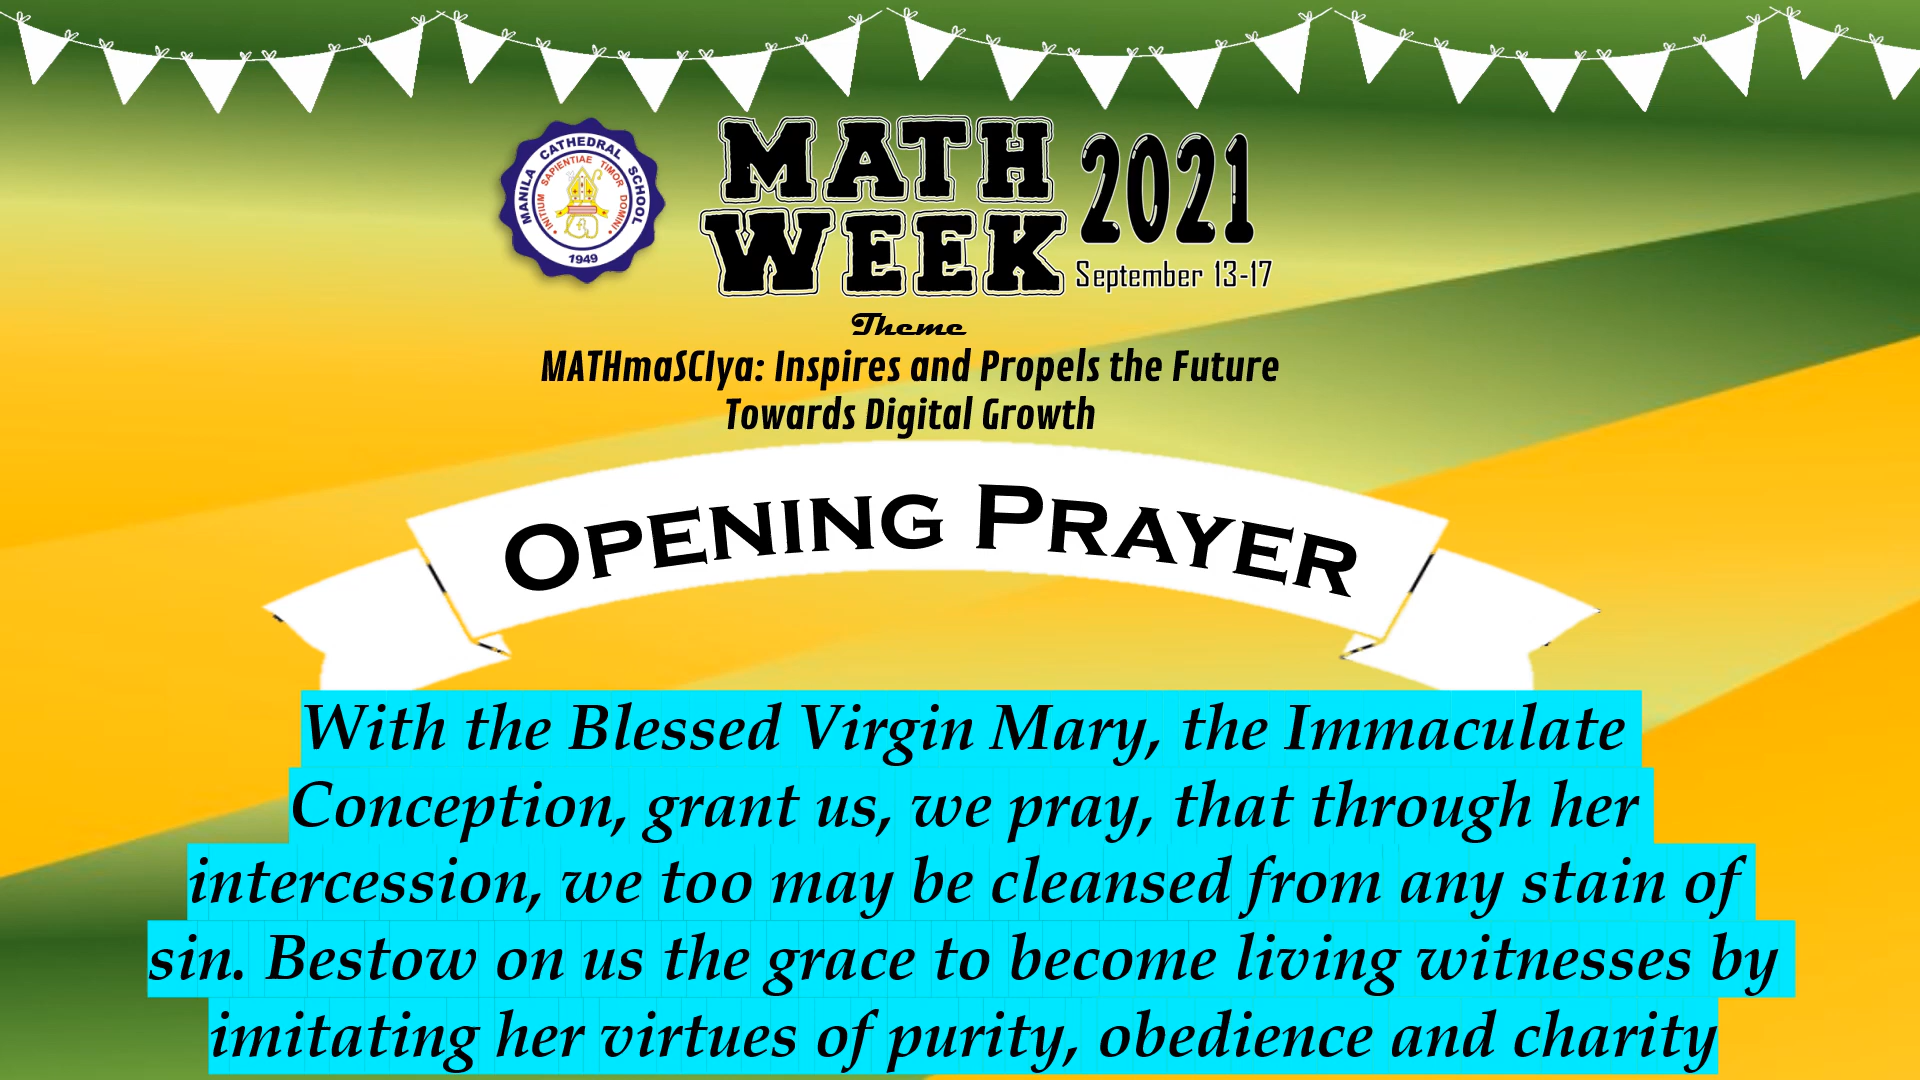 MANILA CATHEDRAL SCHOOL
INITIUM SAPIENTIAE TIMOR DOMINI
1949
MATH
WEEK
2021
September 13-17
Theme
MATHmaSCIya: Inspires and Propels the Future
Towards Digital Growth
OPENING PRAYER
With the Blessed Virgin Mary, the Immaculate
Conception, grant us, we pray, that through her
intercession, we too may be cleansed from any stain of
sin. Bestow on us the grace to become living witnesses by
imitating her virtues of purity, obedience and charity